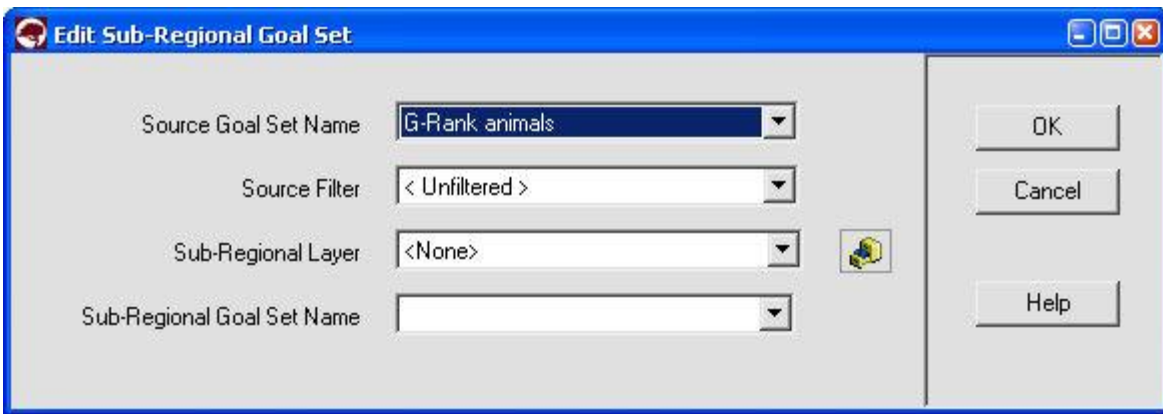 Edit Sub-Regional Goal Set
Source Goal Set Name G-Rank animals OK
Source Filter < Unfiltered > Cancel
Sub-Regional Layer <None>
Sub-Regional Goal Set Name Help